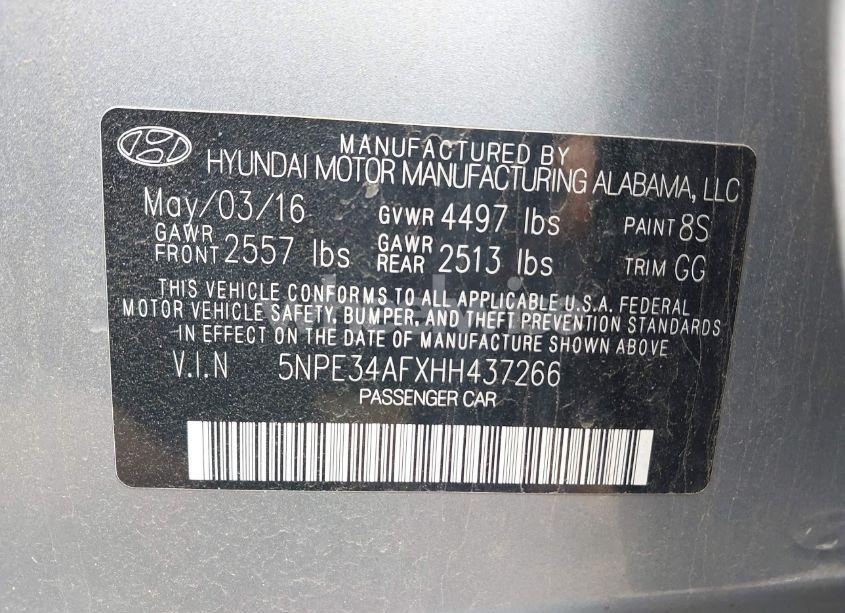 MANUFACTURED BY
HYUNDAI MOTOR MANUFACTURING ALABAMA, LLC
May/03/16 GVWR 4497 lbs PAINT 8S
GAWR FRONT 2557 lbs GAWR REAR 2513 lbs TRIM GG
THIS VEHICLE CONFORMS TO ALL APPLICABLE U.S.A. FEDERAL
MOTOR VEHICLE SAFETY, BUMPER, AND THEFT PREVENTION STANDARDS
IN EFFECT ON THE DATE OF MANUFACTURE SHOWN ABOVE.
V.I.N 5NPE34AFXHH437266
PASSENGER CAR